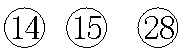 ⑭ ⑮ ㉘